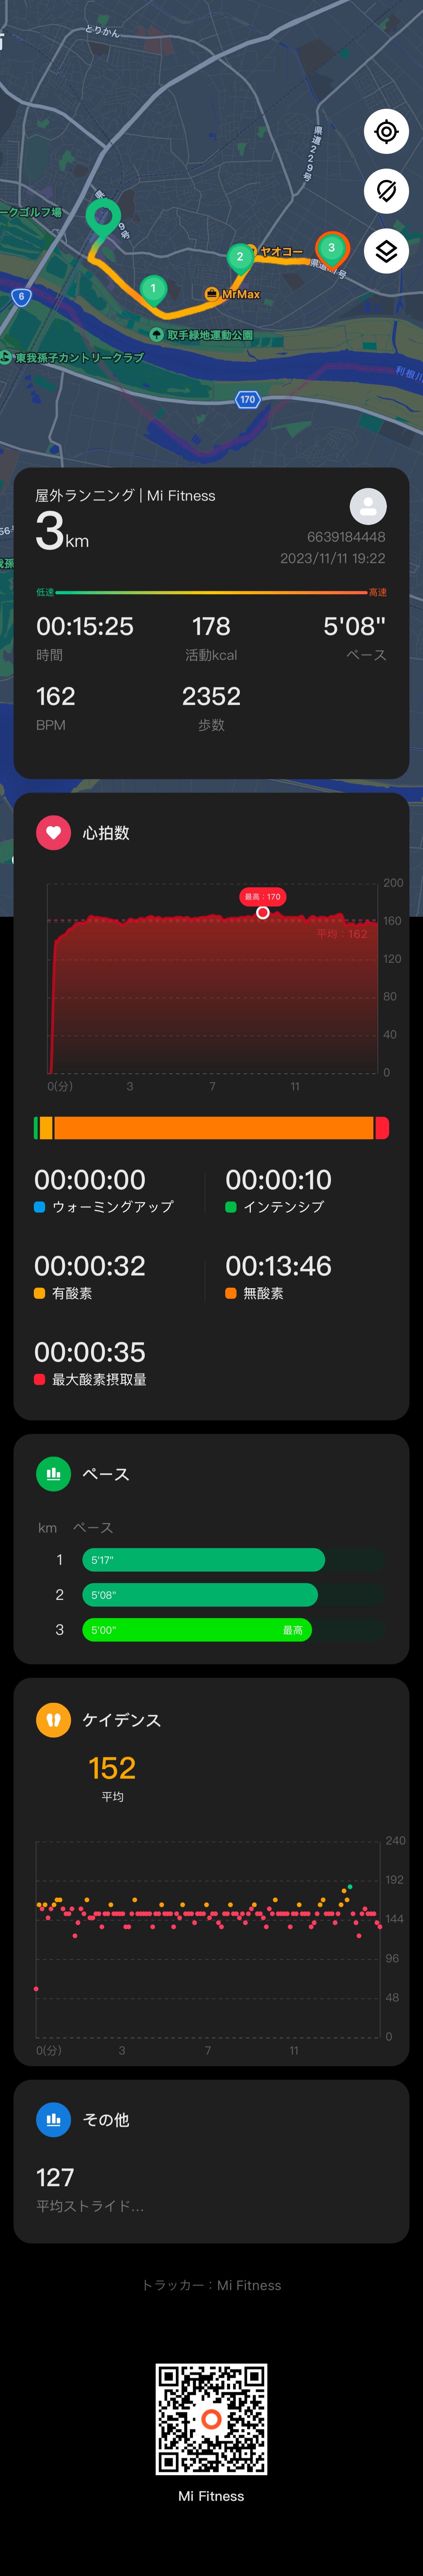 とりかん
県道229号
ークゴルフ場
9号
1
2
ヤオコー
3
県道11号
MrMax
6
取手緑地運動公園
東我孫子カントリークラブ
170
利根川
屋外ランニング | Mi Fitness
3km
6639184448
2023/11/11 19:22
低速
高速
00:15:25
178
5'08"
時間
活動kcal
ペース
162
2352
BPM
歩数
心拍数
200
最高：170
160
平均：162
120
80
40
0
0(分)
3
7
11
00:00:00
00:00:10
ウォーミングアップ
インテンシブ
00:00:32
00:13:46
有酸素
無酸素
00:00:35
最大酸素摂取量
ペース
km ペース
1 5'17"
2 5'08"
3 5'00" 最高
ケイデンス
152
平均
240
192
144
96
48
0
0(分)
3
7
11
その他
127
平均ストライド...
トラッカー：Mi Fitness
Mi Fitness